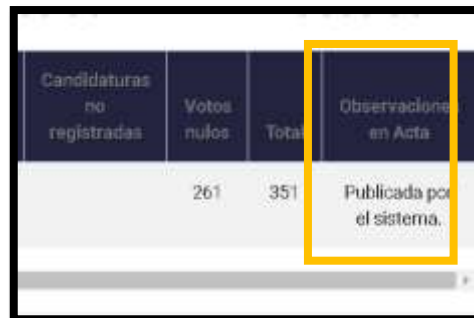 Candidaturas
no
registradas
Votos
nulos
Total
Observaciones
en Acta
261
351
Publicada por
el sistema.